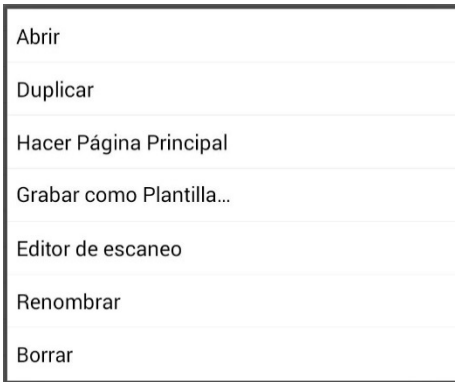 Abrir
Duplicar
Hacer Página Principal
Grabar como Plantilla...
Editor de escaneo
Renombrar
Borrar